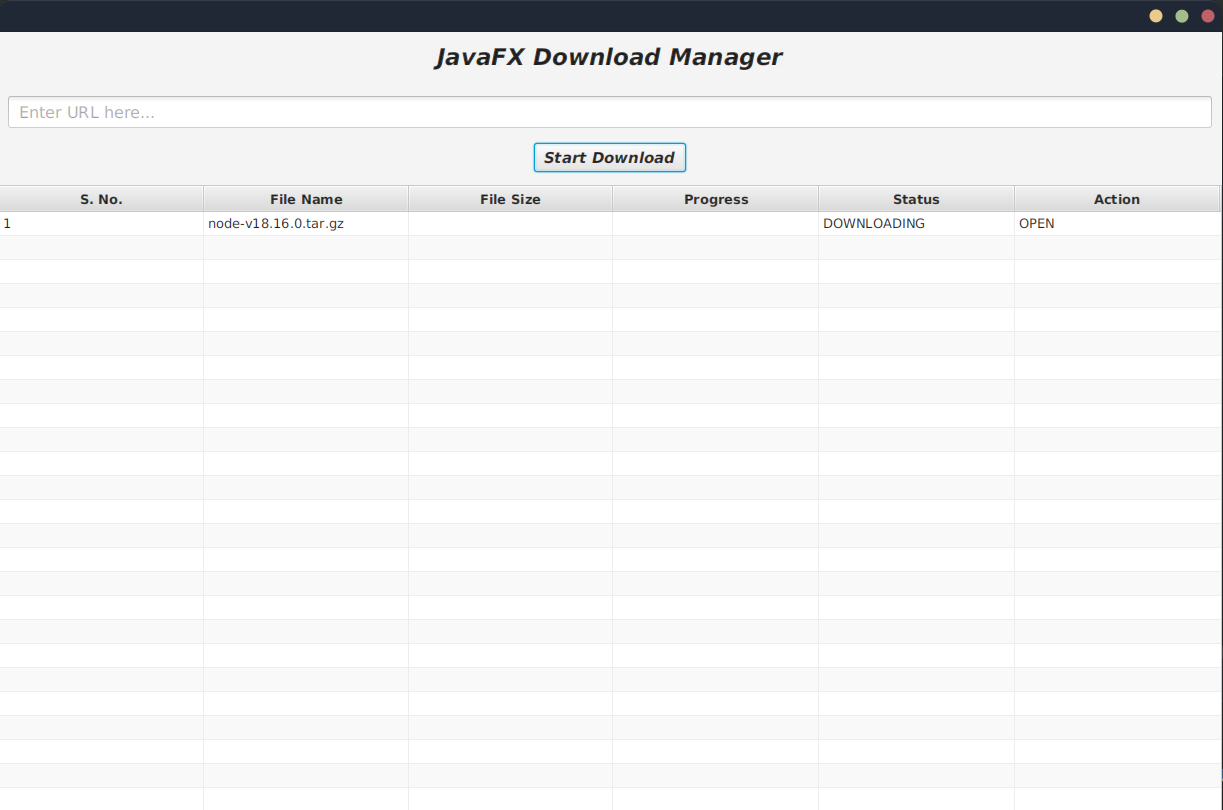 JavaFX Download Manager
Enter URL here...
Start Download
S. No. File Name File Size Progress Status Action
1 node-v18.16.0.tar.gz DOWNLOADING OPEN